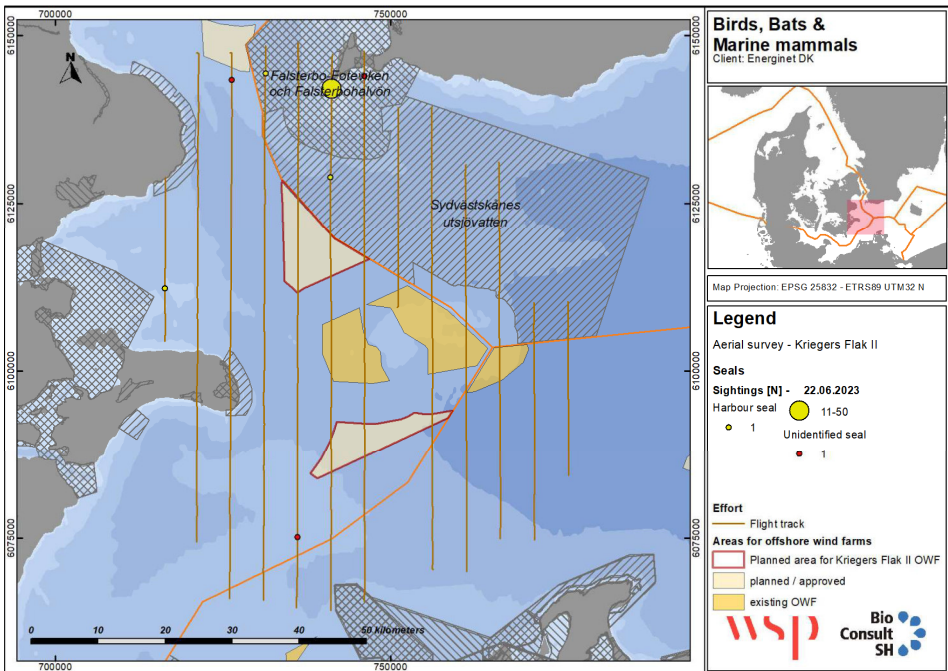 700000
750000
6150000
6150000
N
Falsterbo-Foteviken
och Falsterbohalvön
6125000
6125000
Sydvästskånes
utsjövatten
6100000
6100000
6075000
6075000
0 10 20 30 40 50 kilometers
700000
750000
Birds, Bats &
Marine mammals
Client: Energinet DK
Map Projection: EPSG 25832 - ETRS89 UTM32 N
Legend
Aerial survey - Kriegers Flak II
Seals
Sightings [N] - 22.06.2023
Harbour seal
11-50
1
Unidentified seal
1
Effort
Flight track
Areas for offshore wind farms
Planned area for Kriegers Flak II OWF
planned / approved
existing OWF
wsp
Bio
Consult
SH